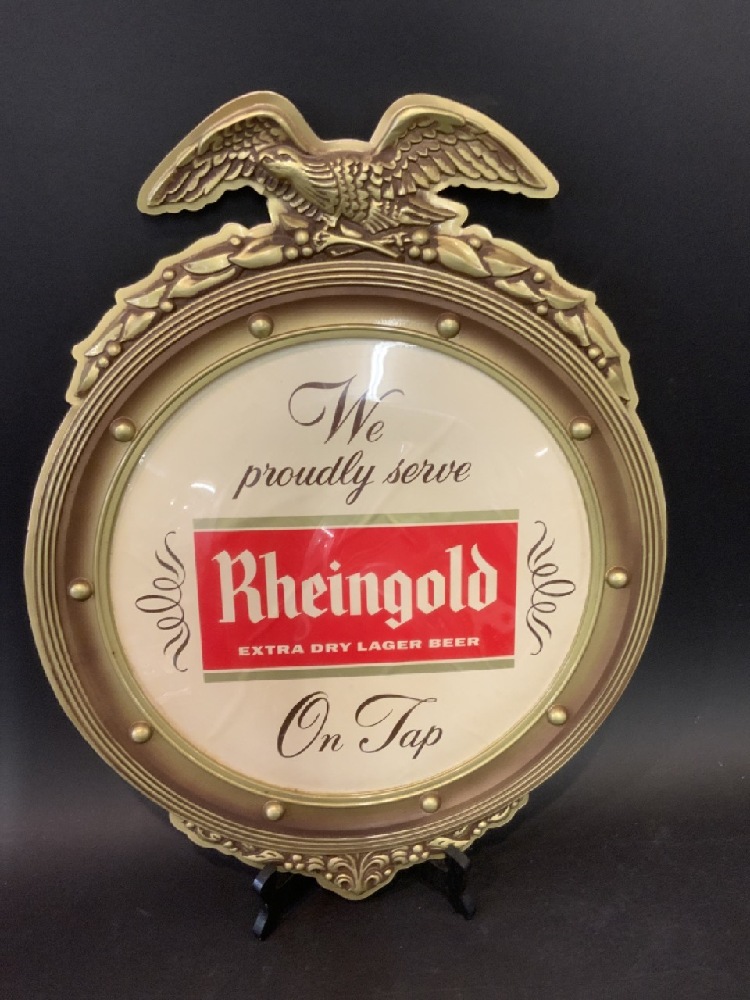 We
proudly serve
Rheingold
EXTRA DRY LAGER BEER
On Tap